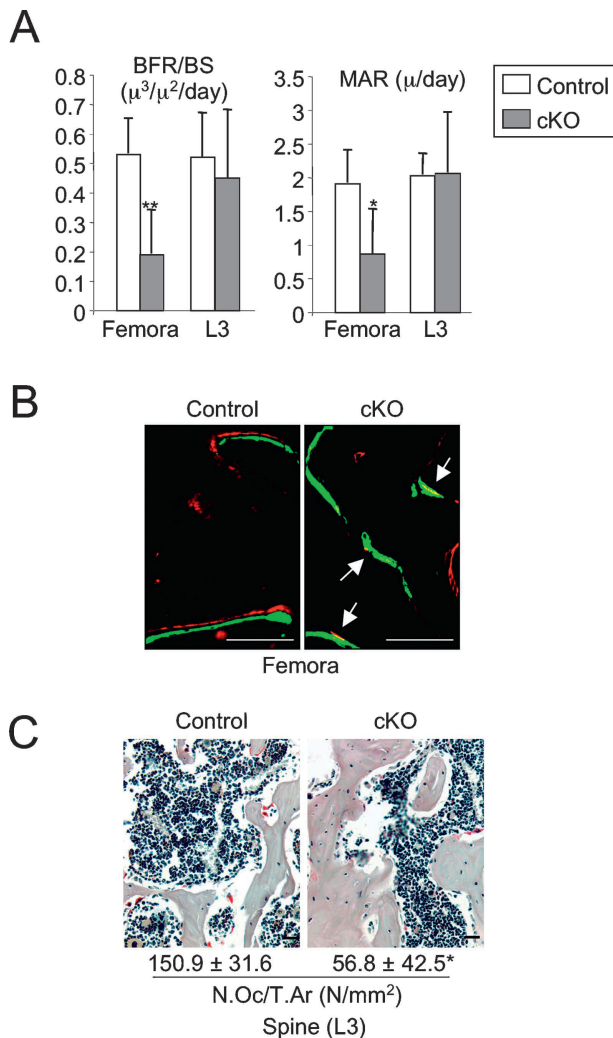 A
BFR/BS
(μ³/μ²/day)
0.8
0.7
0.6
0.5
0.4
0.3
0.2
0.1
0
**
Femora L3
MAR (μ/day)
3.5
3
2.5
2
1.5
1
0.5
0
*
Femora L3
Control
cKO
B
Control cKO
Femora
C
Control cKO
150.9 ± 31.6 56.8 ± 42.5*
N.Oc/T.Ar (N/mm²)
Spine (L3)